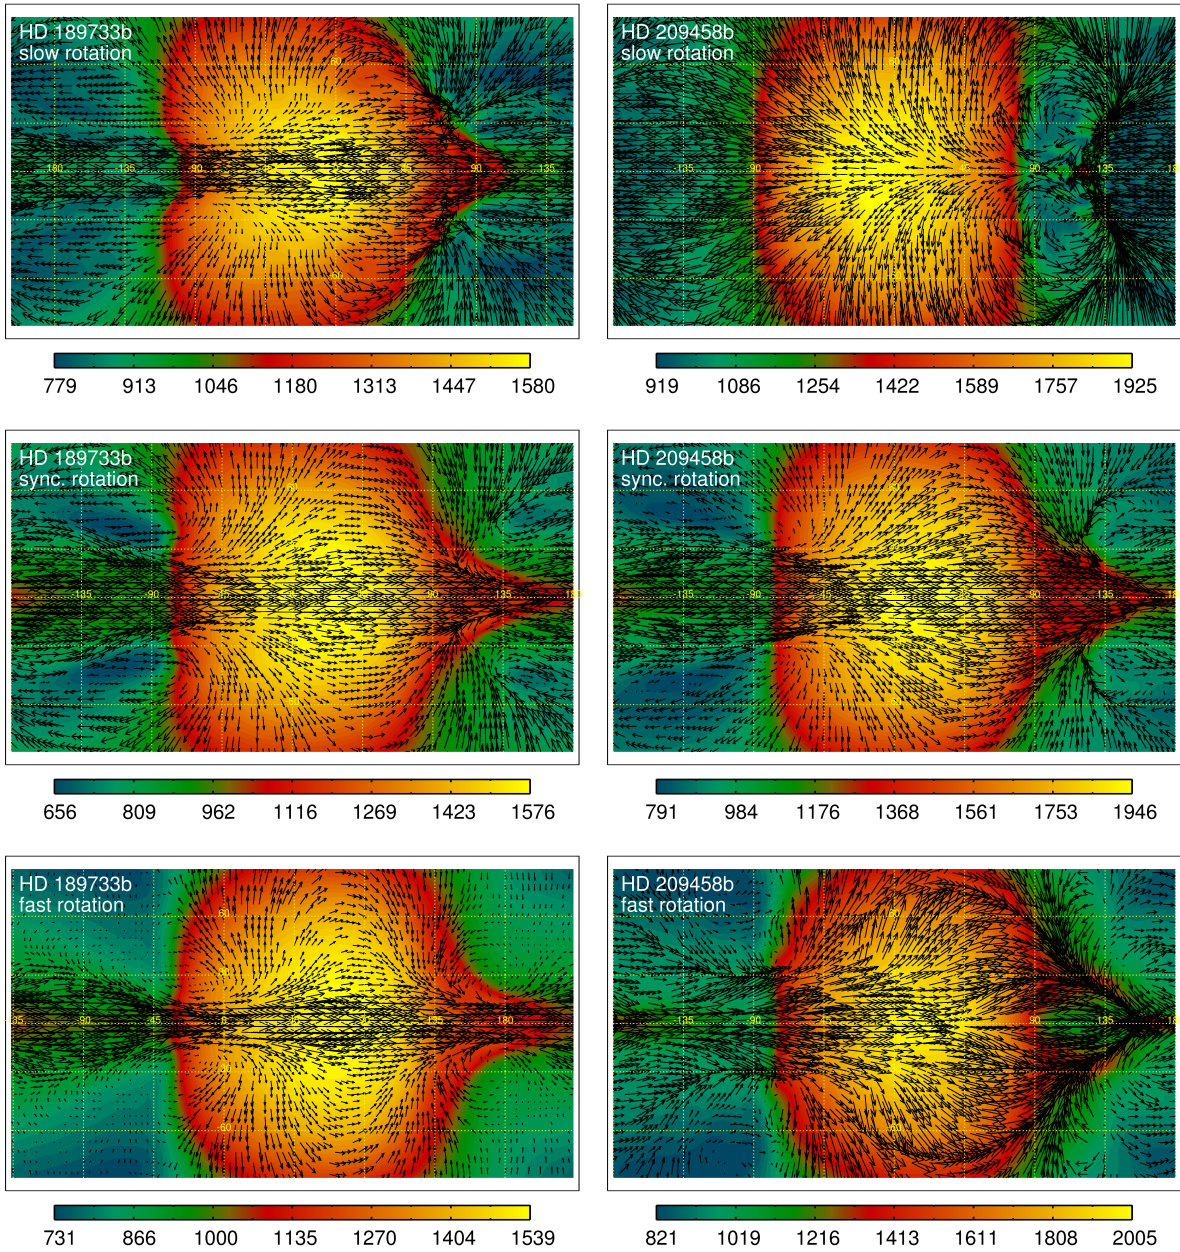 HD 189733b
slow rotation
HD 209458b
slow rotation
779 913 1046 1180 1313 1447 1580
919 1086 1254 1422 1589 1757 1925
HD 189733b
sync. rotation
HD 209458b
sync. rotation
656 809 962 1116 1269 1423 1576
791 984 1176 1368 1561 1753 1946
HD 189733b
fast rotation
HD 209458b
fast rotation
731 866 1000 1135 1270 1404 1539
821 1019 1216 1413 1611 1808 2005